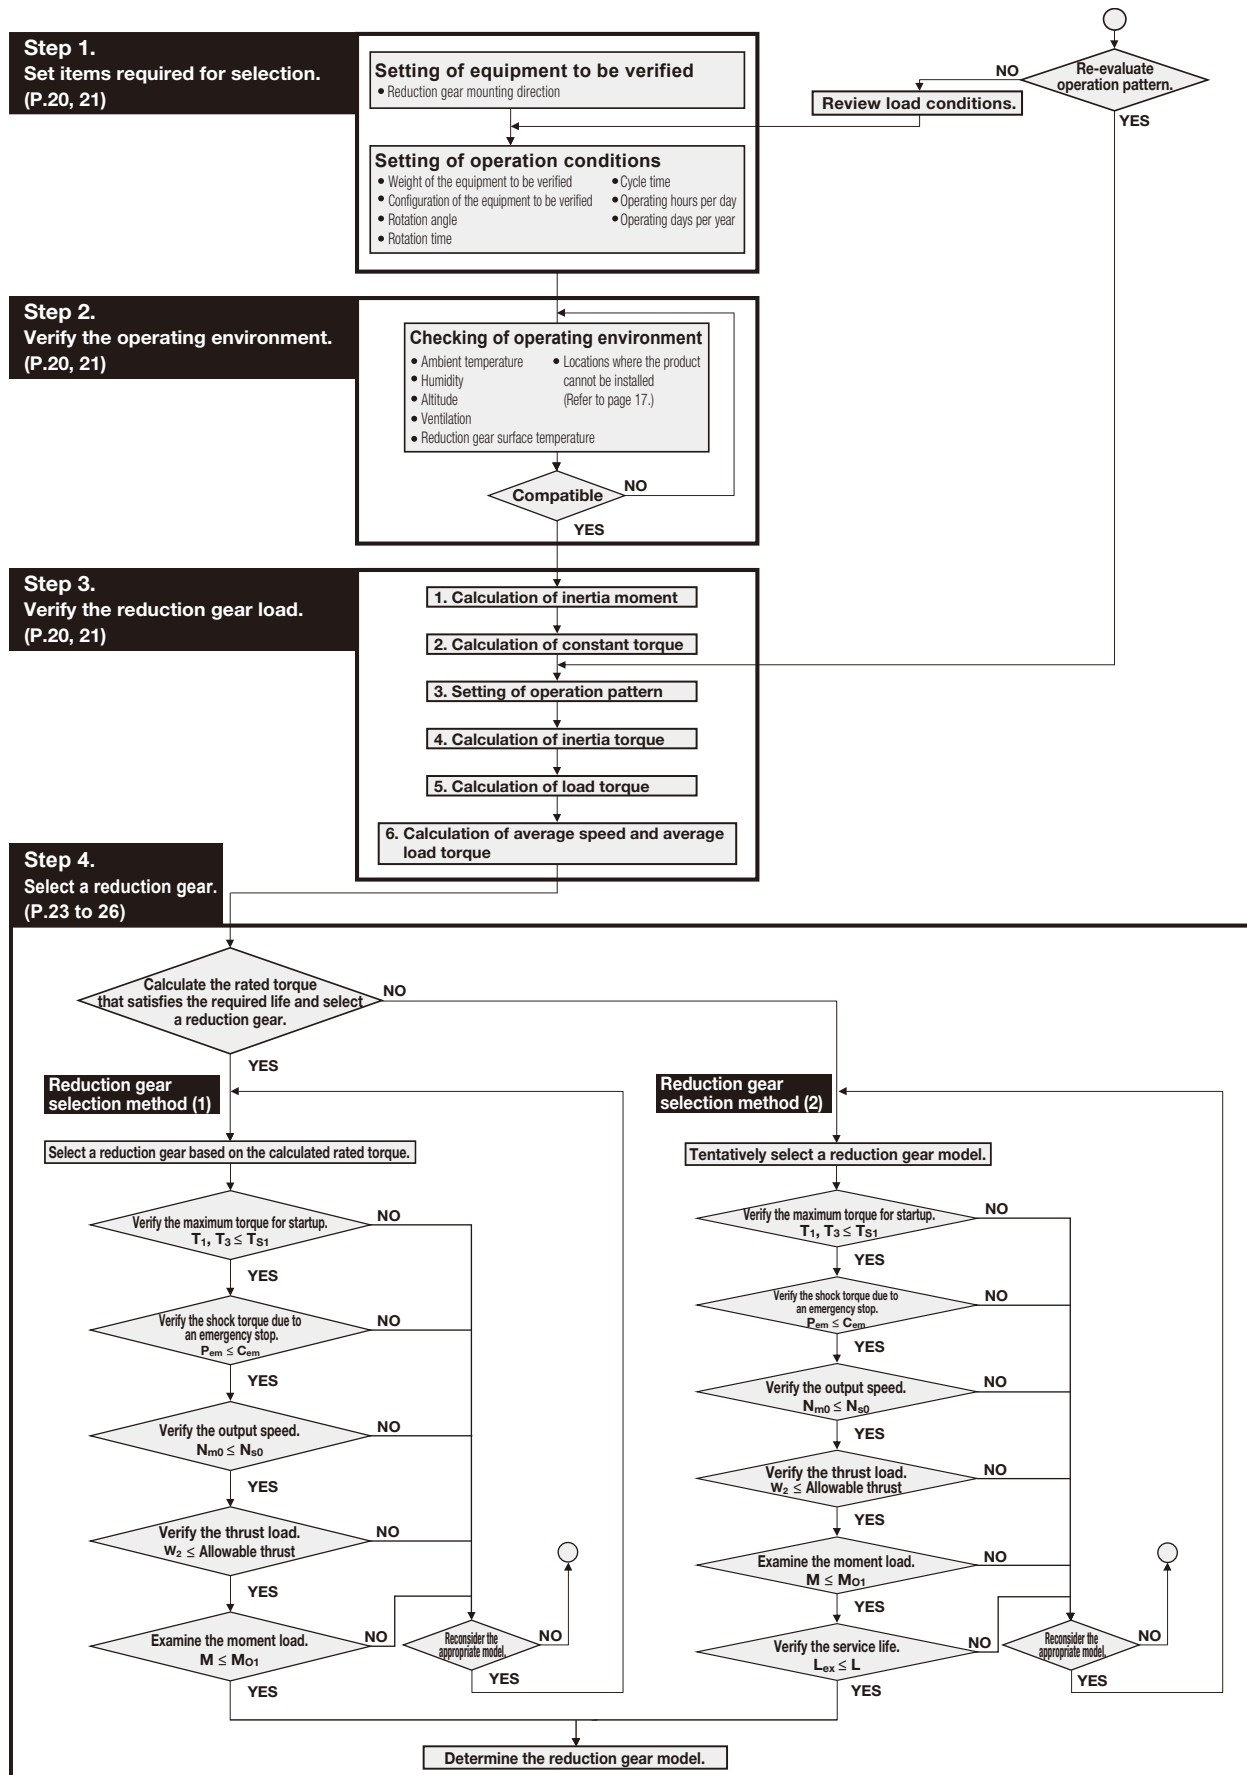 Step 1.
Set items required for selection.
(P.20, 21)
Setting of equipment to be verified
• Reduction gear mounting direction
Re-evaluate
operation pattern.
NO
YES
Review load conditions.
Setting of operation conditions
• Weight of the equipment to be verified
• Configuration of the equipment to be verified
• Rotation angle
• Rotation time
• Cycle time
• Operating hours per day
• Operating days per year
Step 2.
Verify the operating environment.
(P.20, 21)
Checking of operating environment
• Ambient temperature
• Humidity
• Altitude
• Ventilation
• Reduction gear surface temperature
• Locations where the product
cannot be installed
(Refer to page 17.)
Compatible
NO
YES
Step 3.
Verify the reduction gear load.
(P.20, 21)
1. Calculation of inertia moment
2. Calculation of constant torque
3. Setting of operation pattern
4. Calculation of inertia torque
5. Calculation of load torque
6. Calculation of average speed and average
load torque
Step 4.
Select a reduction gear.
(P.23 to 26)
Calculate the rated torque
that satisfies the required life and select
a reduction gear.
NO
YES
Reduction gear
selection method (1)
Select a reduction gear based on the calculated rated torque.
Verify the maximum torque for startup.
T1, T3 ≤ TS1
NO
YES
Verify the shock torque due to
an emergency stop.
Pem ≤ Cem
NO
YES
Verify the output speed.
Nm0 ≤ Ns0
NO
YES
Verify the thrust load.
W2 ≤ Allowable thrust
NO
YES
Examine the moment load.
M ≤ MO1
NO
YES
Reconsider the
appropriate model.
NO
YES
Reduction gear
selection method (2)
Tentatively select a reduction gear model.
Verify the maximum torque for startup.
T1, T3 ≤ TS1
NO
YES
Verify the shock torque due to
an emergency stop.
Pem ≤ Cem
NO
YES
Verify the output speed.
Nm0 ≤ Ns0
NO
YES
Verify the thrust load.
W2 ≤ Allowable thrust
NO
YES
Examine the moment load.
M ≤ MO1
NO
YES
Verify the service life.
Lex ≤ L
NO
YES
Reconsider the
appropriate model.
NO
YES
Determine the reduction gear model.